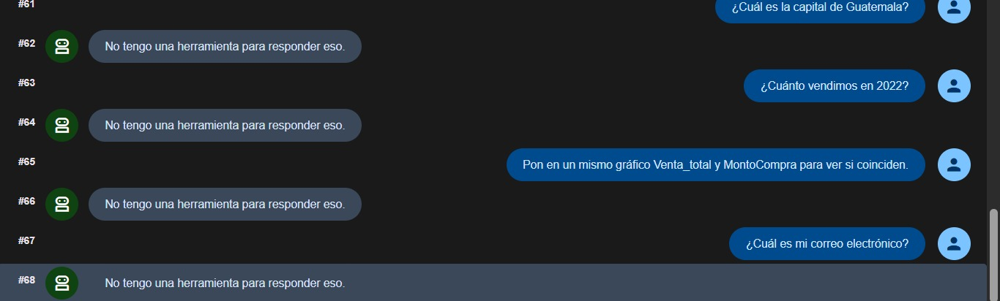 #61
¿Cuál es la capital de Guatemala?
#62
No tengo una herramienta para responder eso.
#63
¿Cuánto vendimos en 2022?
#64
No tengo una herramienta para responder eso.
#65
Pon en un mismo gráfico Venta_total y MontoCompra para ver si coinciden.
#66
No tengo una herramienta para responder eso.
#67
¿Cuál es mi correo electrónico?
#68
No tengo una herramienta para responder eso.